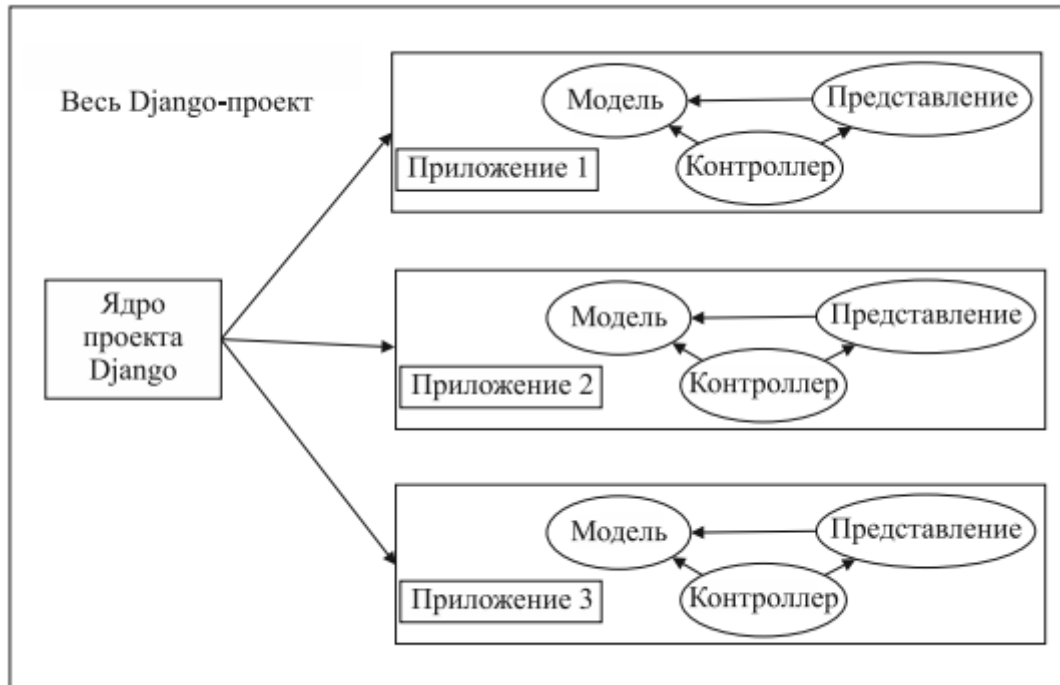 Весь Django-проект
Модель
Представление
Контроллер
Приложение 1
Ядро
проекта
Django
Модель
Представление
Контроллер
Приложение 2
Модель
Представление
Контроллер
Приложение 3